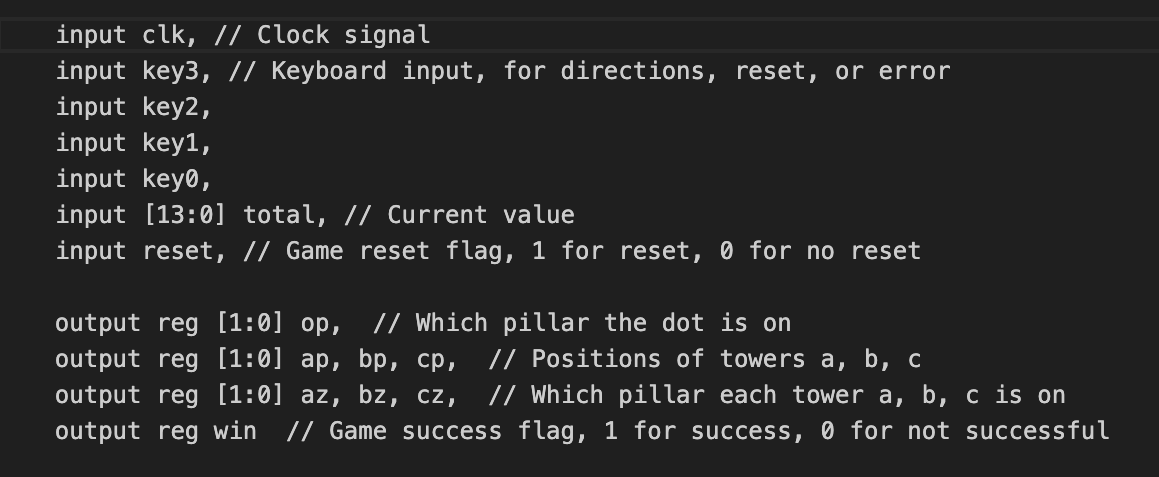 input clk, // Clock signal
input key3, // Keyboard input, for directions, reset, or error
input key2,
input key1,
input key0,
input [13:0] total, // Current value
input reset, // Game reset flag, 1 for reset, 0 for no reset
output reg [1:0] op,  // Which pillar the dot is on
output reg [1:0] ap, bp, cp,  // Positions of towers a, b, c
output reg [1:0] az, bz, cz,  // Which pillar each tower a, b, c is on
output reg win  // Game success flag, 1 for success, 0 for not successful